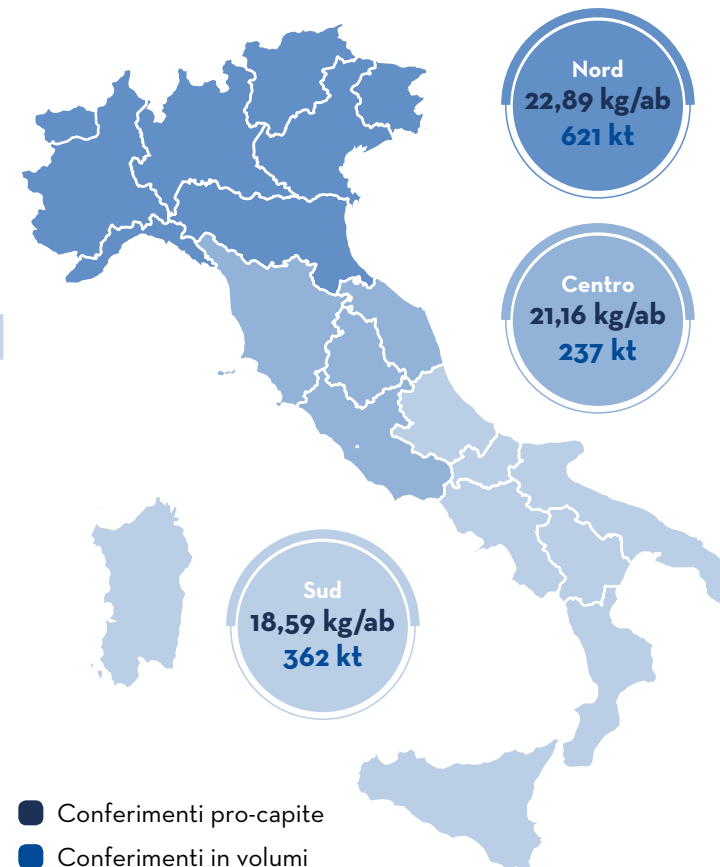 Nord
22,89 kg/ab
621 kt
Centro
21,16 kg/ab
237 kt
Sud
18,59 kg/ab
362 kt
Conferimenti pro-capite
Conferimenti in volumi